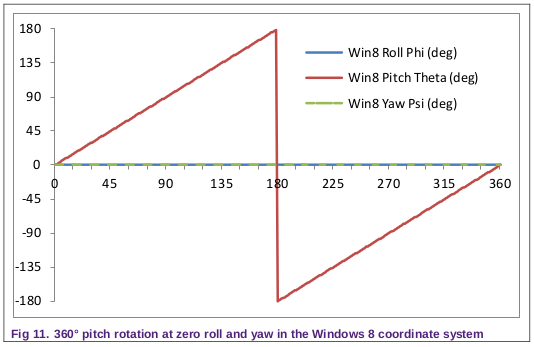 180
135
90
45
0
-45
-90
-135
-180
0 45 90 135 180 225 270 315 360
Win8 Roll Phi (deg)
Win8 Pitch Theta (deg)
Win8 Yaw Psi (deg)
Fig 11. 360° pitch rotation at zero roll and yaw in the Windows 8 coordinate system